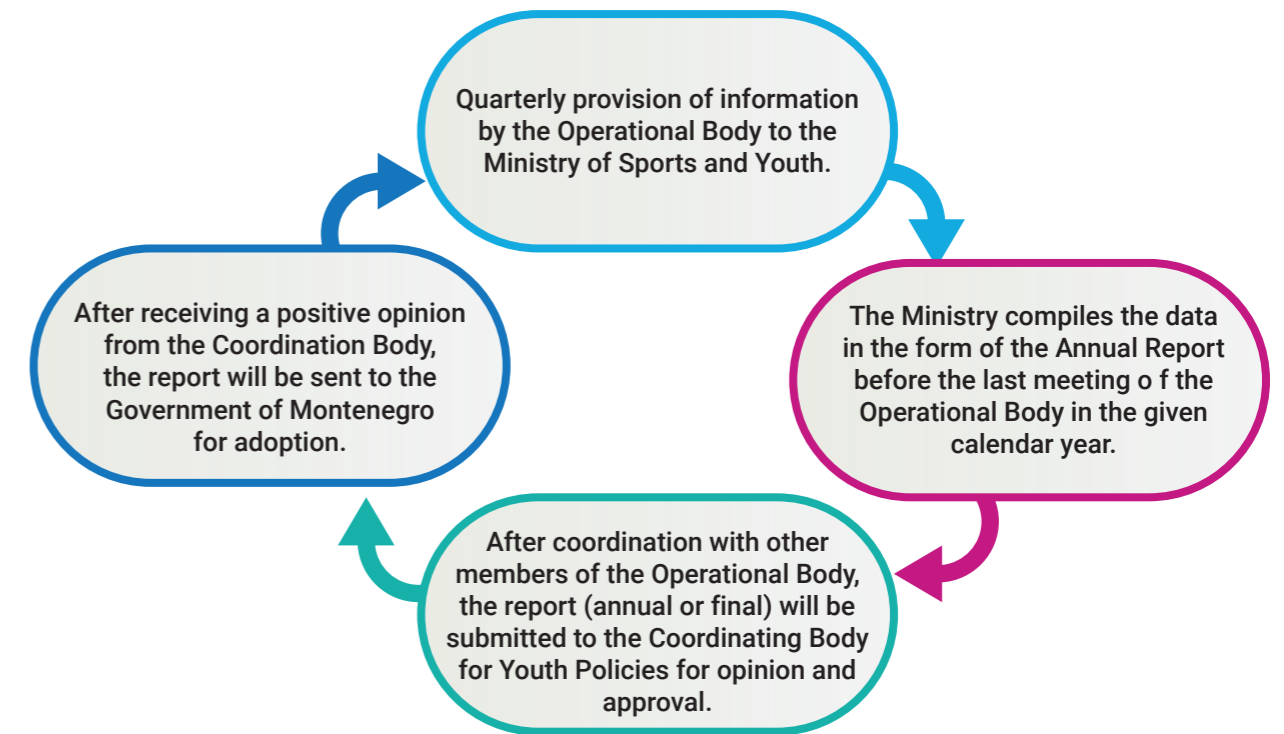 Quarterly provision of information
by the Operational Body to the
Ministry of Sports and Youth.
The Ministry compiles the data
in the form of the Annual Report
before the last meeting o f the
Operational Body in the given
calendar year.
After coordination with other
members of the Operational Body,
the report (annual or final) will be
submitted to the Coordinating Body
for Youth Policies for opinion and
approval.
After receiving a positive opinion
from the Coordination Body,
the report will be sent to the
Government of Montenegro
for adoption.